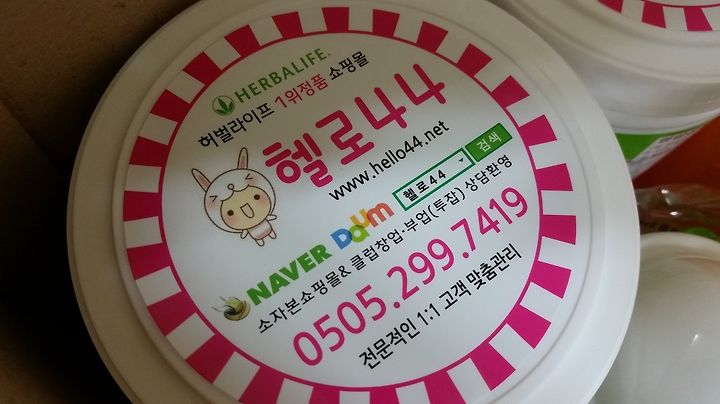 HERBALIFE
허벌라이프 1위정품 쇼핑몰
헬로44
www.hello44.net
헬로44 검색
NAVER Daum
소자본쇼핑몰& 클럽창업·부업(투잡) 상담환영
0505.299.7419
전문적인 1:1 고객 맞춤관리